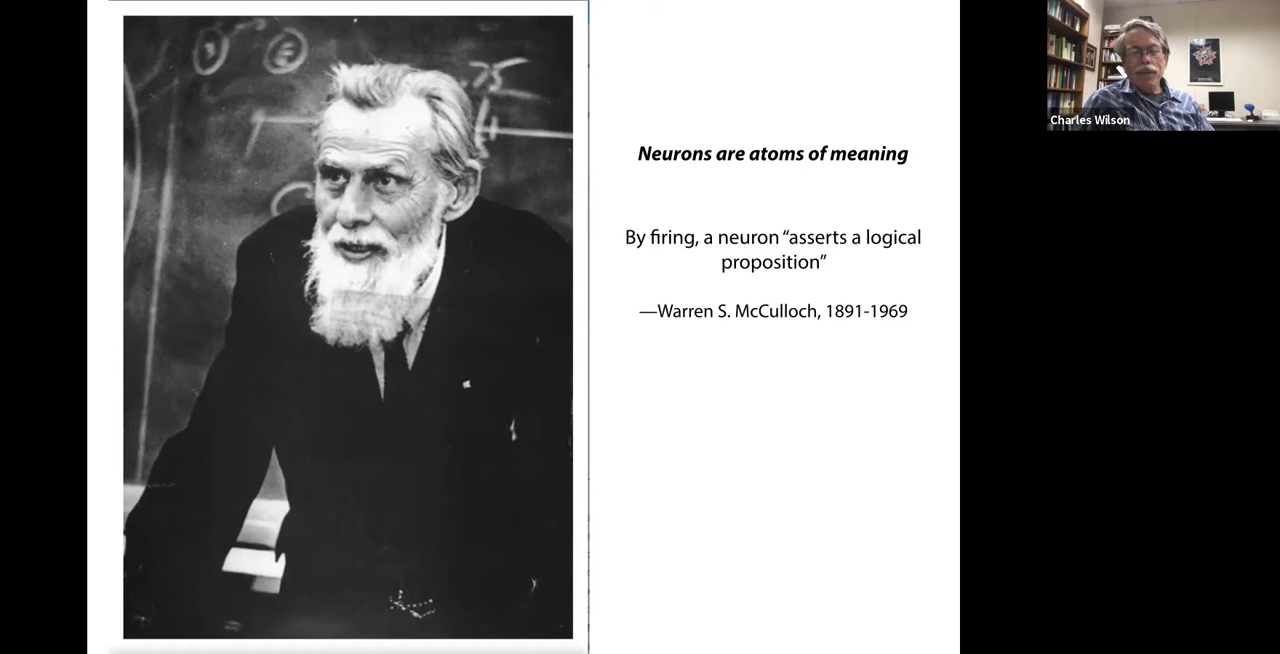 Neurons are atoms of meaning
By firing, a neuron “asserts a logical
proposition”
—Warren S. McCulloch, 1891-1969
Charles Wilson